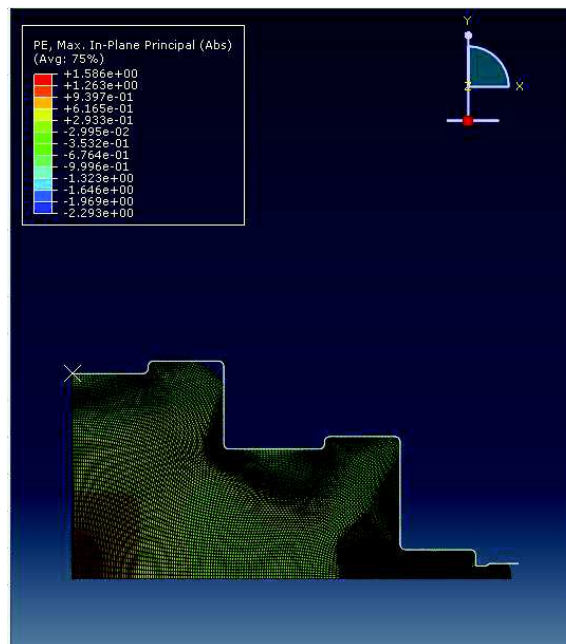 PE, Max. In-Plane Principal (Abs)
(Avg: 75%)
+1.586e+00
+1.263e+00
+9.397e-01
+6.165e-01
+2.933e-01
-2.995e-02
-3.532e-01
-6.764e-01
-9.996e-01
-1.323e+00
-1.646e+00
-1.969e+00
-2.293e+00
Y
Z
X